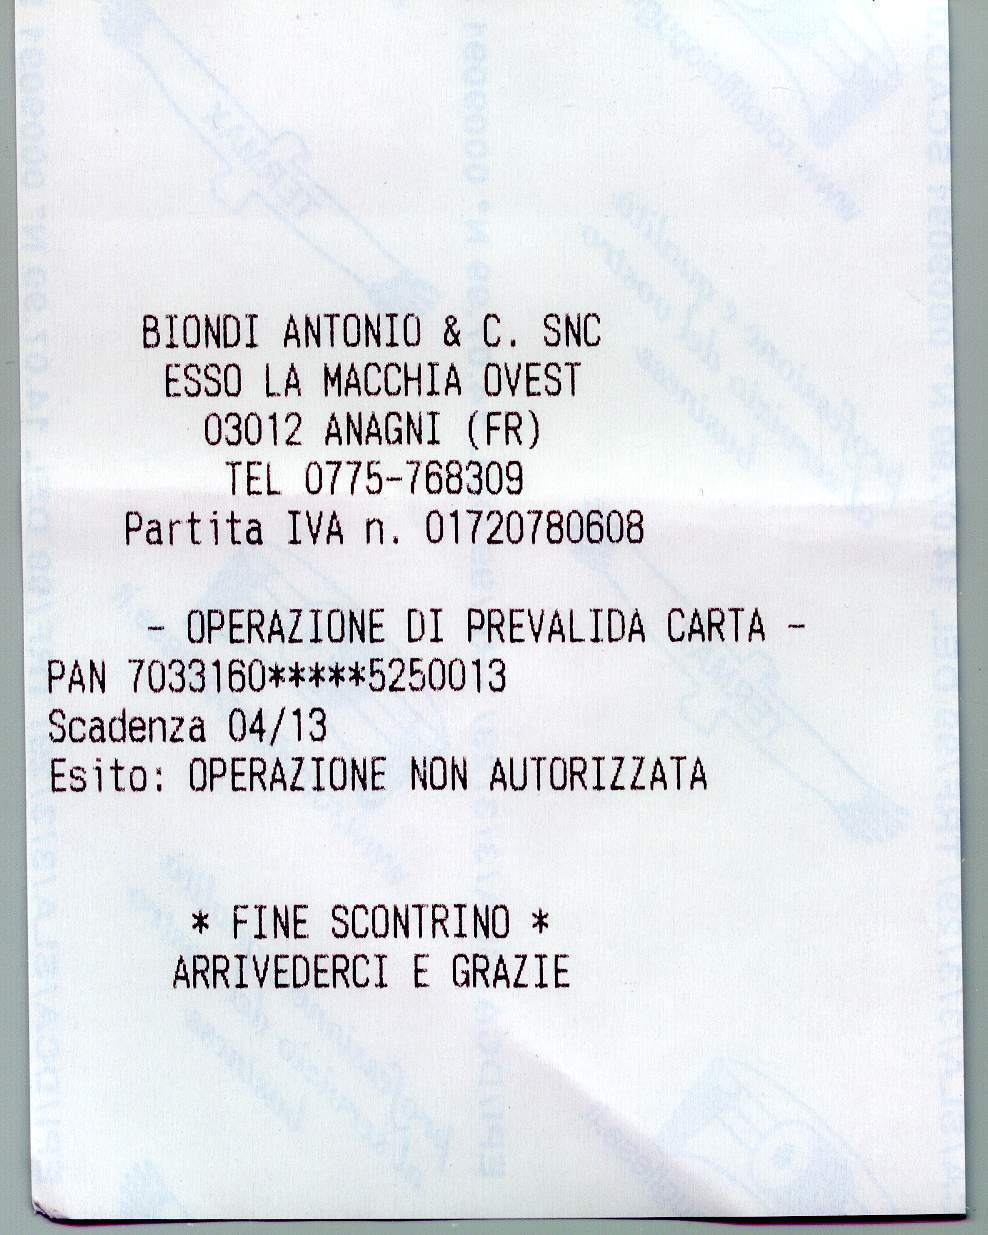 BIONDI ANTONIO & C. SNC
ESSO LA MACCHIA OVEST
03012 ANAGNI (FR)
TEL 0775-768309
Partita IVA n. 01720780608
- OPERAZIONE DI PREVALIDA CARTA -
PAN 7033160*****5250013
Scadenza 04/13
Esito: OPERAZIONE NON AUTORIZZATA
* FINE SCONTRINO *
ARRIVEDERCI E GRAZIE